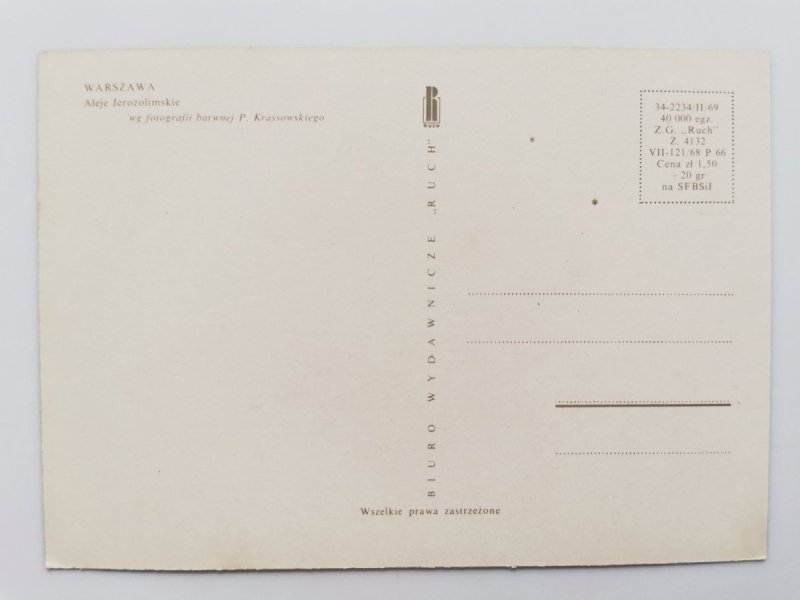 WARSZAWA
Aleje Jerozolimskie
wg fotografii barwnej P. Krassowskiego
R
RUCH
BIURO WYDAWNICZE „RUCH"
34-2234/II/69
40 000 egz.
Z.G. „Ruch"
Z. 4132
VII-121/68 P 66
Cena zł 1,50
+ 20 gr
na SFBSiI
Wszelkie prawa zastrzeżone